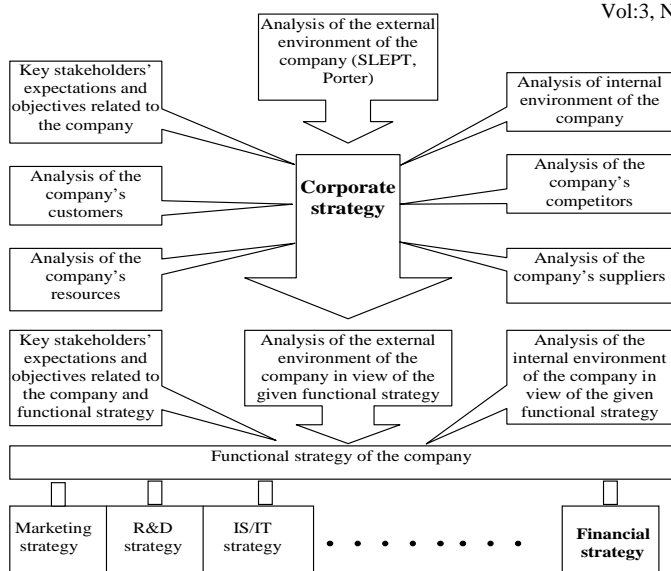 Vol:3, N
Analysis of the external
environment of the
company (SLEPT,
Porter)
Key stakeholders’
expectations and
objectives related to
the company
Analysis of internal
environment of the
company
Corporate
strategy
Analysis of the
company’s
customers
Analysis of the
company’s
competitors
Analysis of the
company’s
resources
Analysis of the
company’s suppliers
Key stakeholders’
expectations and
objectives related to
the company and
functional strategy
Analysis of the external
environment of the
company in view of the
given functional strategy
Analysis of the
internal environment
of the company in
view of the given
functional strategy
Functional strategy of the company
Marketing
strategy
R&D
strategy
IS/IT
strategy
. . . . . . . .
Financial
strategy